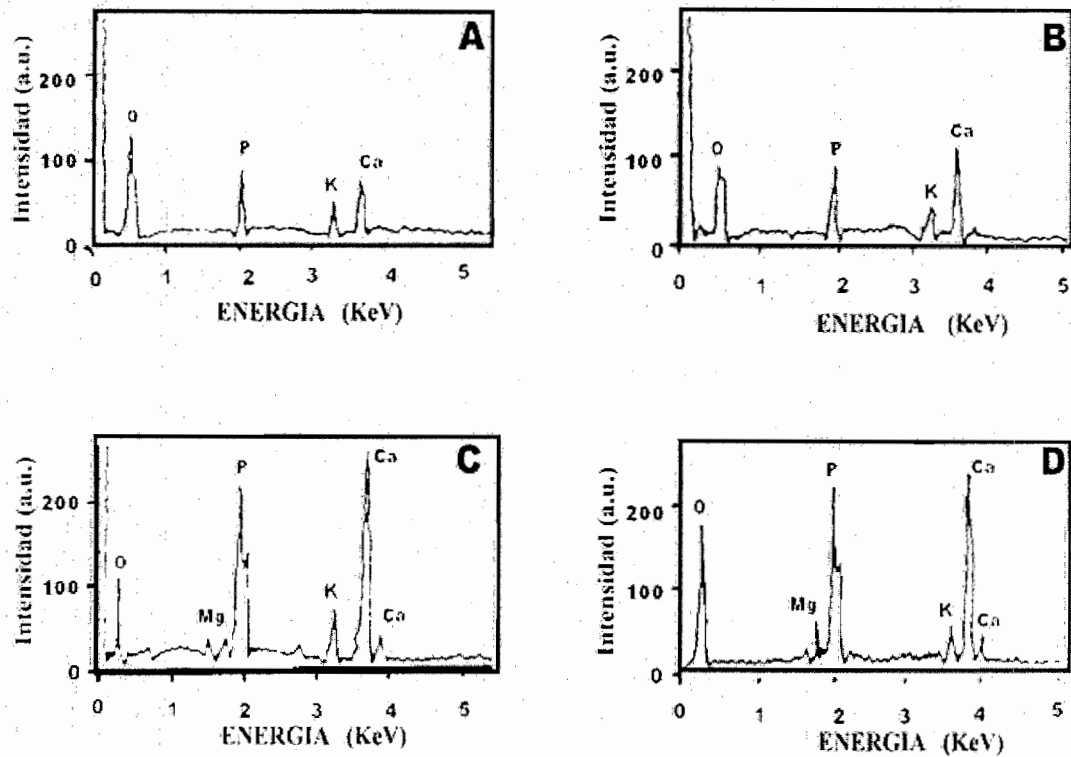 A
Intensidad (a.u.)
200
100
0
O
P
K
Ca
0 1 2 3 4 5
ENERGIA (KeV)
B
Intensidad (a.u.)
200
100
0
O
P
K
Ca
0 1 2 3 4 5
ENERGIA (KeV)
C
Intensidad (a.u.)
200
100
0
O
Mg
P
K
Ca
Ca
0 1 2 3 4 5
ENERGIA (KeV)
D
Intensidad (a.u.)
200
100
0
O
Mg
P
K
Ca
Ca
0 1 2 3 4 5
ENERGIA (KeV)